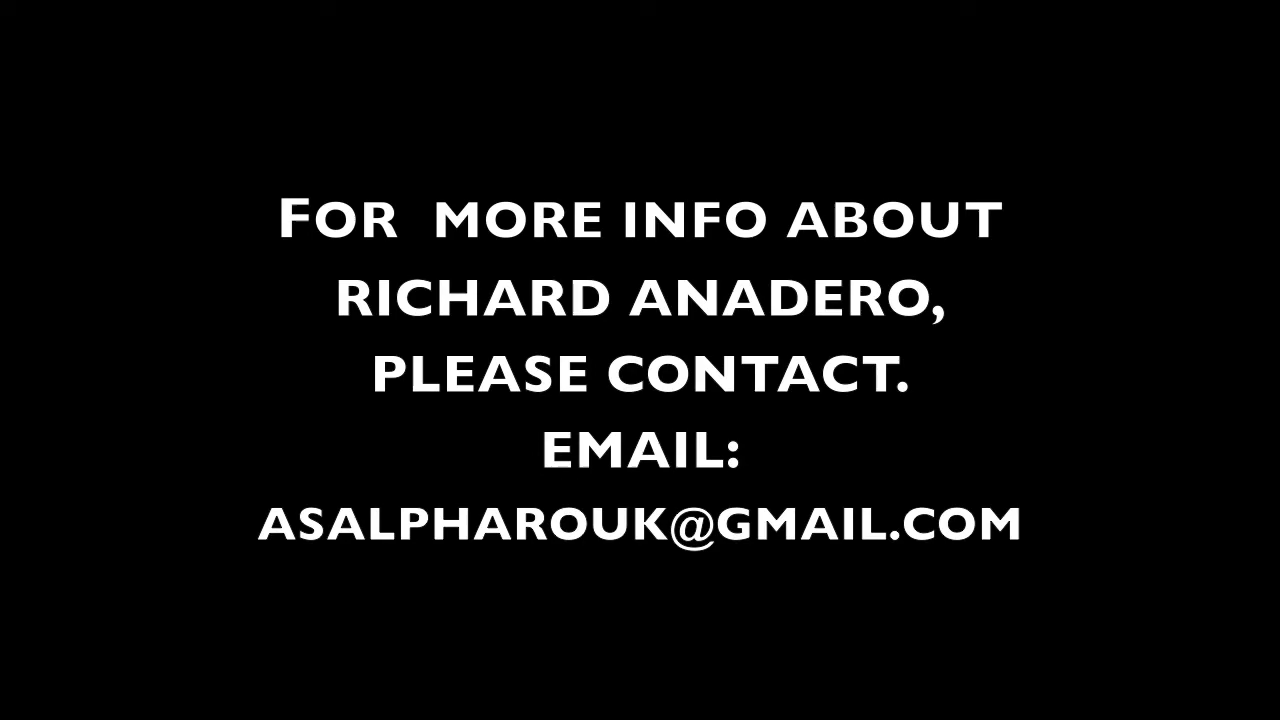 FOR MORE INFO ABOUT
RICHARD ANADERO,
PLEASE CONTACT.
EMAIL:
ASALPHAROUK@GMAIL.COM